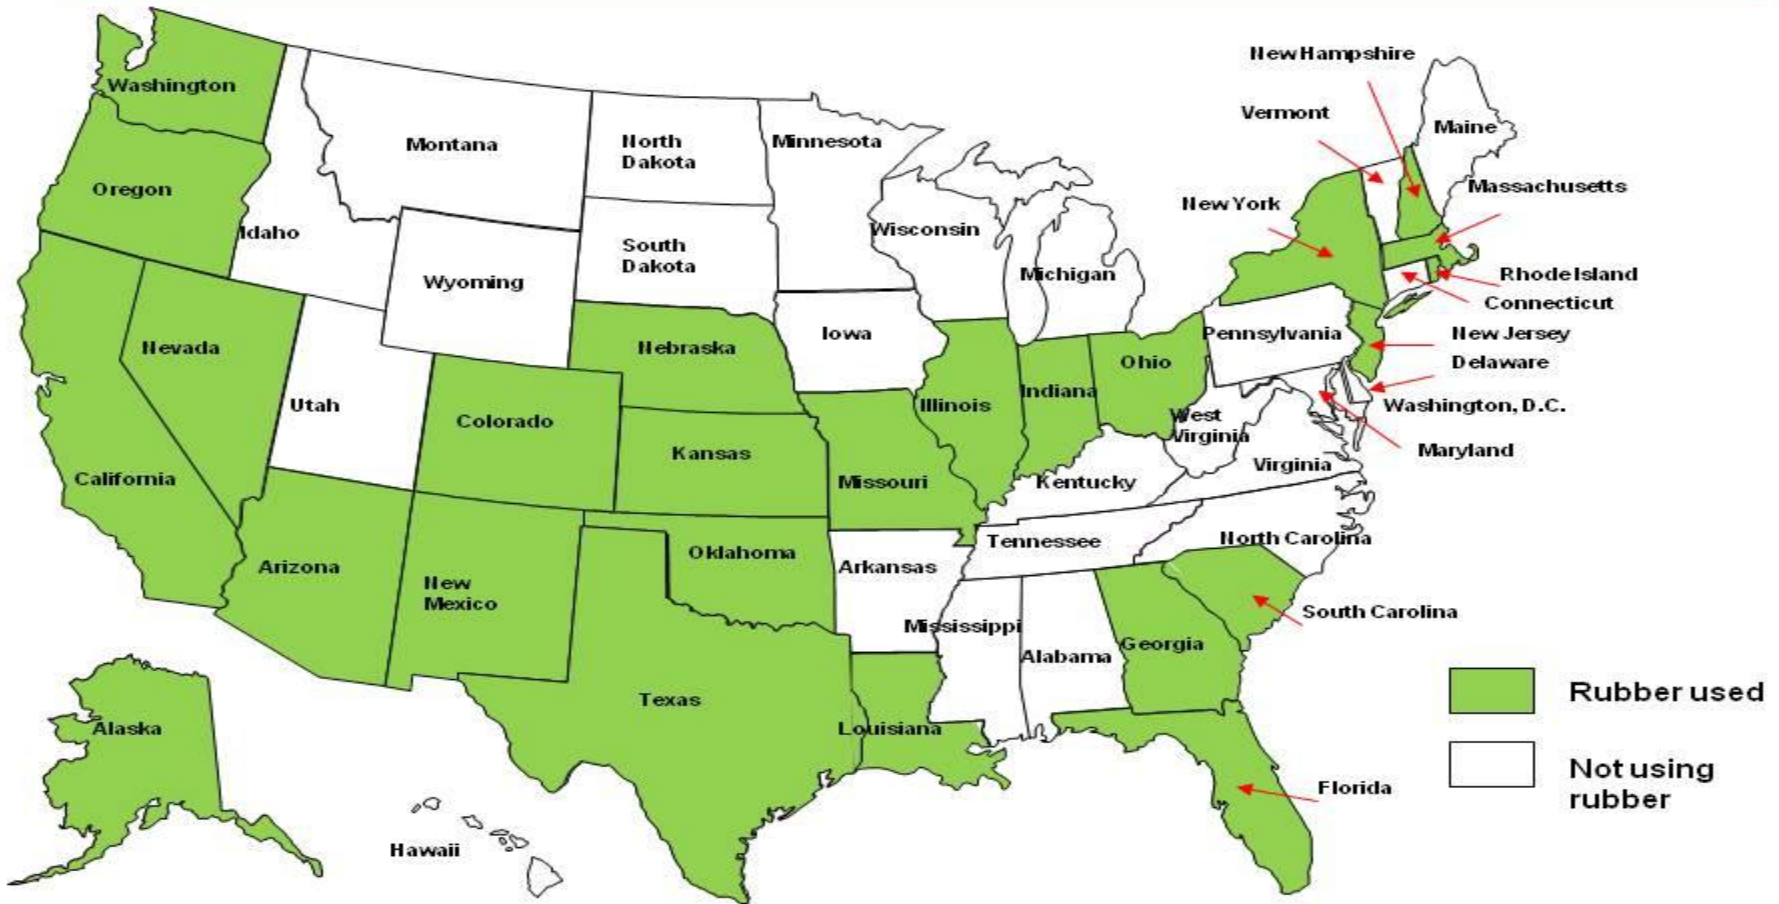 New Hampshire
Washington
Vermont
Maine
Montana
North
Dakota
Minnesota
Oregon
Massachusetts
New York
Idaho
Wisconsin
South
Dakota
Michigan
Rhode Island
Wyoming
Connecticut
Iowa
Pennsylvania
New Jersey
Nevada
Nebraska
Ohio
Delaware
Indiana
Utah
Illinois
Washington, D.C.
Colorado
West
Virginia
Kansas
Maryland
Virginia
California
Missouri
Kentucky
Tennessee
North Carolina
Oklahoma
Arizona
Arkansas
New
Mexico
South Carolina
Mississippi
Georgia
Alabama
Texas
Rubber used
Alaska
Louisiana
Not using
rubber
Florida
Hawaii